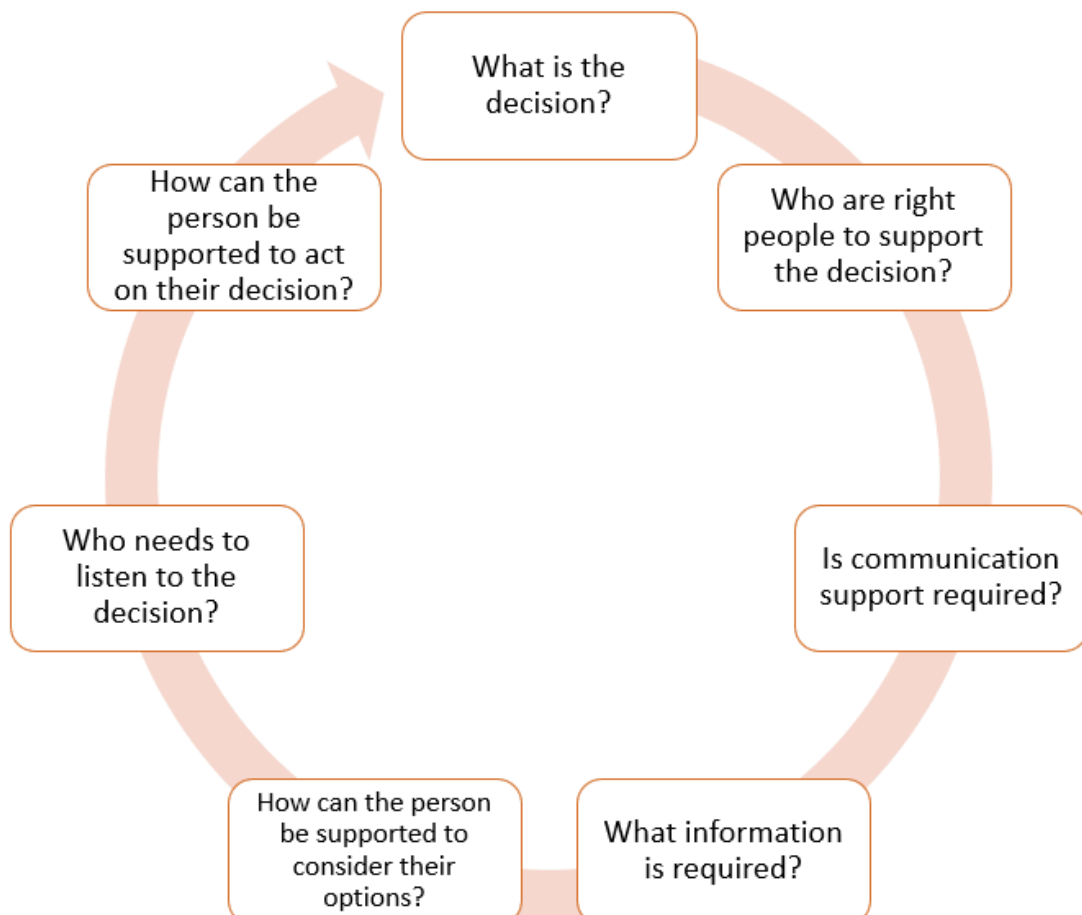 What is the
decision?
Who are right
people to support
the decision?
Is communication
support required?
What information
is required?
How can the person
be supported to
consider their
options?
Who needs to
listen to the
decision?
How can the
person be
supported to act
on their decision?